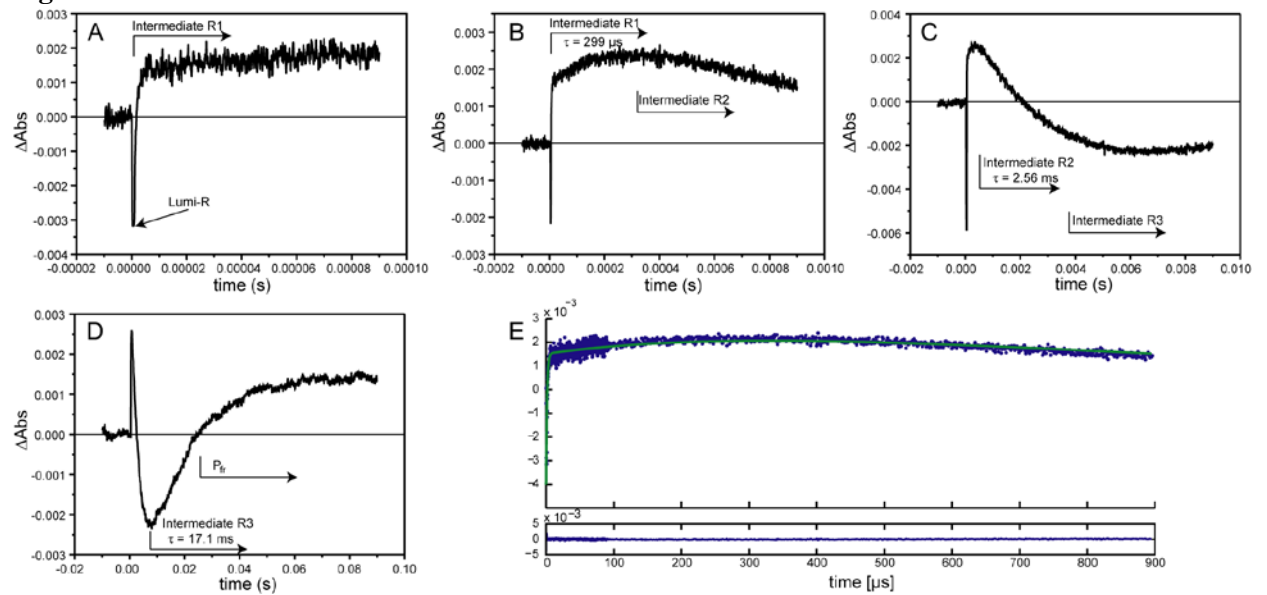 A
Intermediate R1
Lumi-R
0.003
0.002
0.001
0.000
-0.001
-0.002
-0.003
-0.004
ΔAbs
-0.00002 0.00000 0.00002 0.00004 0.00006 0.00008 0.00010
time (s)
B
Intermediate R1
τ = 299 μs
Intermediate R2
0.003
0.002
0.001
0.000
-0.001
-0.002
-0.003
ΔAbs
-0.0002 0.0000 0.0002 0.0004 0.0006 0.0008 0.0010
time (s)
C
Intermediate R2
τ = 2.56 ms
Intermediate R3
0.004
0.002
0.000
-0.002
-0.004
-0.006
ΔAbs
-0.002 0.000 0.002 0.004 0.006 0.008 0.010
time (s)
D
Pfr
Intermediate R3
τ = 17.1 ms
0.003
0.002
0.001
0.000
-0.001
-0.002
-0.003
ΔAbs
-0.02 0.00 0.02 0.04 0.06 0.08 0.10
time (s)
E
x 10⁻³
3
2
1
0
−1
−2
−3
−4
x 10⁻³
5
0
−5
0 100 200 300 400 500 600 700 800 900
time [μs]